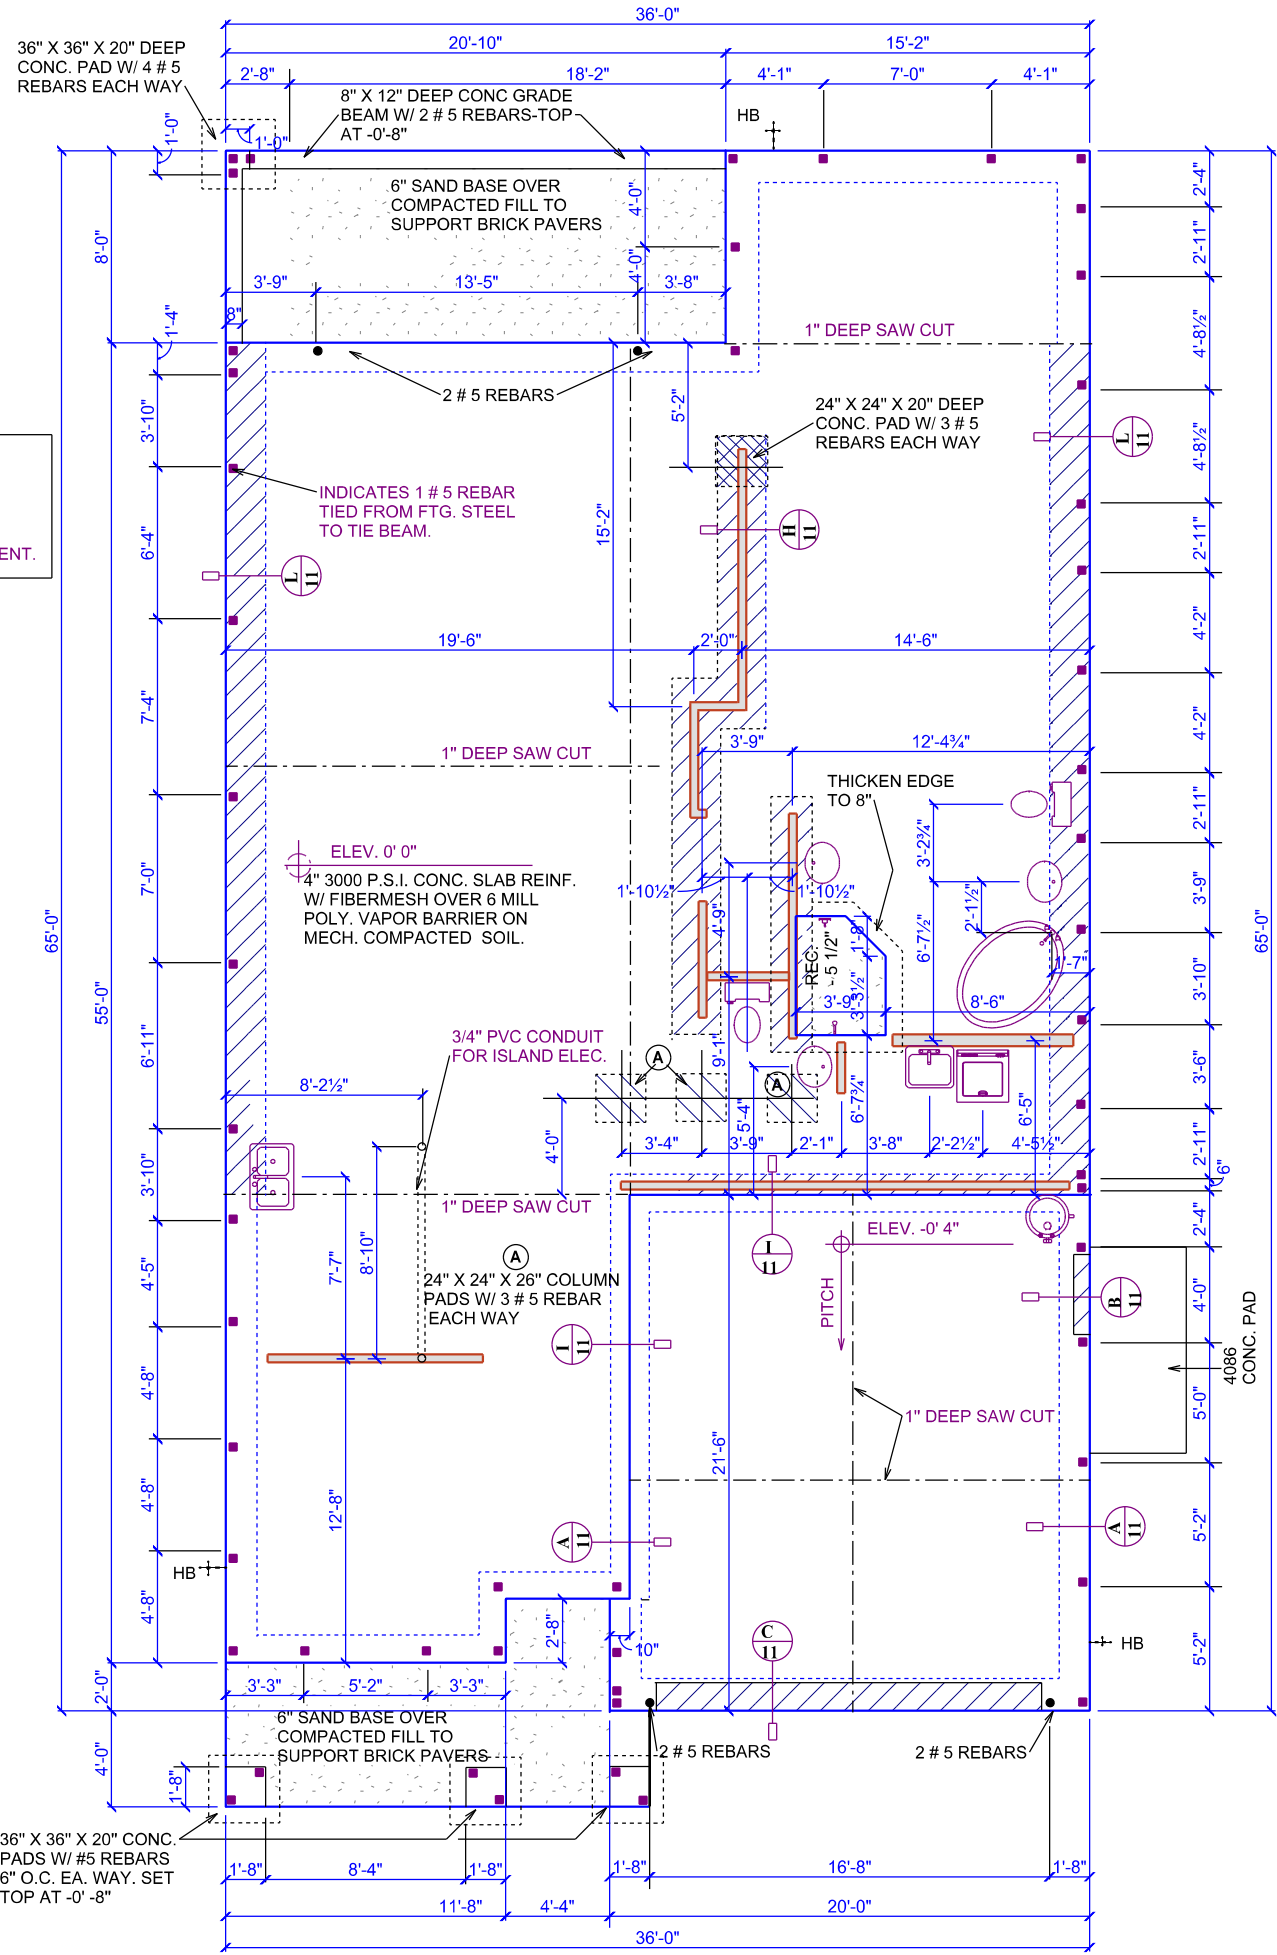 36'-0"
20'-10"
15'-2"
2'-8"
18'-2"
4'-1"
7'-0"
4'-1"
36" X 36" X 20" DEEP
CONC. PAD W/ 4 # 5
REBARS EACH WAY
8" X 12" DEEP CONC GRADE
BEAM W/ 2 # 5 REBARS-TOP
AT -0'-8"
HB
1'-0"
1'-0"
6" SAND BASE OVER
COMPACTED FILL TO
SUPPORT BRICK PAVERS
4'-0"
4'-0"
8'-0"
3'-9"
13'-5"
3'-8"
8"
1'-4"
1" DEEP SAW CUT
2 # 5 REBARS
5'-2"
24" X 24" X 20" DEEP
CONC. PAD W/ 3 # 5
REBARS EACH WAY
2'-4"
2'-11"
4'-8½"
4'-8½"
2'-11"
4'-2"
4'-2"
2'-11"
3'-9"
3'-10"
3'-6"
2'-11"
6"
2'-4"
4'-0"
5'-0"
5'-2"
5'-2"
65'-0"
L
11
3'-10"
6'-4"
7'-4"
7'-0"
6'-11"
3'-10"
4'-5"
4'-8"
4'-8"
4'-8"
65'-0"
55'-0"
2'-0"
4'-0"
ENT.
INDICATES 1 # 5 REBAR
TIED FROM FTG. STEEL
TO TIE BEAM.
15'-2"
H
11
L
11
19'-6"
2'-0"
14'-6"
1" DEEP SAW CUT
3'-9"
12'-4¾"
THICKEN EDGE
TO 8"
3'-2¾"
ELEV. 0' 0"
4" 3000 P.S.I. CONC. SLAB REINF.
W/ FIBERMESH OVER 6 MILL
POLY. VAPOR BARRIER ON
MECH. COMPACTED SOIL.
1'-10½"
1'-10½"
4'-9"
REC.
- 5 1/2"
1'-8"
3'-3½"
3'-9"
6'-7½"
2'-1½"
1'-7"
8'-6"
3/4" PVC CONDUIT
FOR ISLAND ELEC.
A
A
9'-1"
8'-2½"
5'-4"
6'-7¾"
6'-5"
4'-0"
3'-4"
3'-9"
2'-1"
3'-8"
2'-2½"
4'-5½"
1" DEEP SAW CUT
7'-7"
8'-10"
A
24" X 24" X 26" COLUMN
PADS W/ 3 # 5 REBAR
EACH WAY
I
11
ELEV. -0' 4"
PITCH
B
11
4086
CONC. PAD
I
11
1" DEEP SAW CUT
21'-6"
12'-8"
A
11
A
11
HB
HB
C
11
2'-8"
10"
3'-3"
5'-2"
3'-3"
6" SAND BASE OVER
COMPACTED FILL TO
SUPPORT BRICK PAVERS
2 # 5 REBARS
2 # 5 REBARS
1'-8"
36" X 36" X 20" CONC.
PADS W/ #5 REBARS
6" O.C. EA. WAY. SET
TOP AT -0' -8"
1'-8"
8'-4"
1'-8"
1'-8"
16'-8"
1'-8"
11'-8"
4'-4"
20'-0"
36'-0"